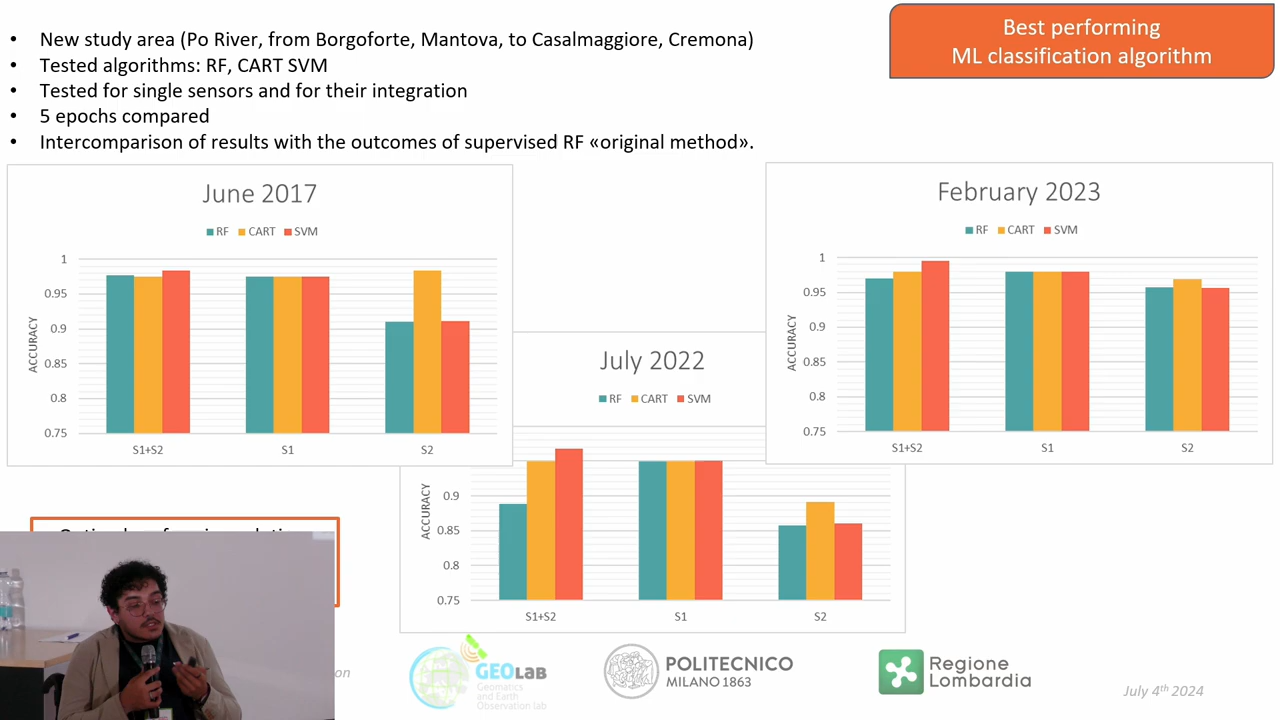 • New study area (Po River, from Borgoforte, Mantova, to Casalmaggiore, Cremona)
• Tested algorithms: RF, CART SVM
• Tested for single sensors and for their integration
• 5 epochs compared
• Intercomparison of results with the outcomes of supervised RF «original method».
Best performing
ML classification algorithm
June 2017
RF CART SVM
1
0.95
0.9
0.85
0.8
0.75
ACCURACY
S1+S2 S1 S2
July 2022
RF CART SVM
0.9
0.85
0.8
0.75
ACCURACY
S1+S2 S1 S2
February 2023
RF CART SVM
1
0.95
0.9
0.85
0.8
0.75
ACCURACY
S1+S2 S1 S2
GEOLAB
Geomatics
and Earth
Observation lab
POLITECNICO
MILANO 1863
Regione
Lombardia
July 4th 2024